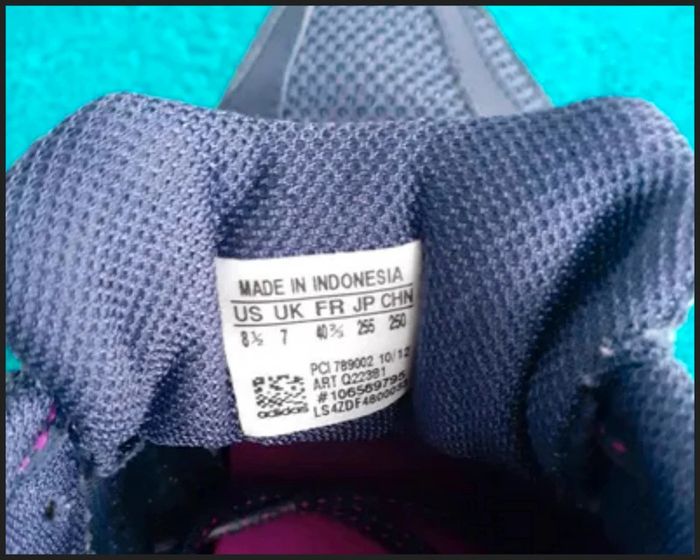 MADE IN INDONESIA
US UK FR JP CHN
8½ 7 40⅔ 255 250
PCI 789002 10/12
ART Q22381
#106569795
adidas